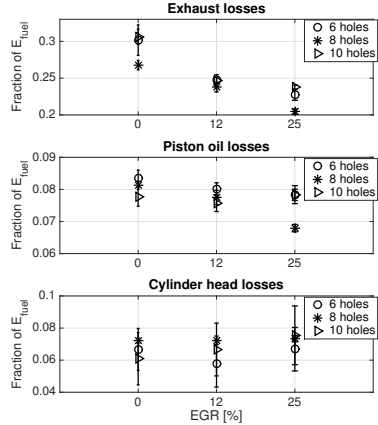 Exhaust losses
Fraction of E_fuel
0.3
0.25
0.2
0
12
25
6 holes
8 holes
10 holes
Piston oil losses
Fraction of E_fuel
0.09
0.08
0.07
0.06
0
12
25
6 holes
8 holes
10 holes
Cylinder head losses
Fraction of E_fuel
0.1
0.08
0.06
0.04
0
12
25
6 holes
8 holes
10 holes
EGR [%]